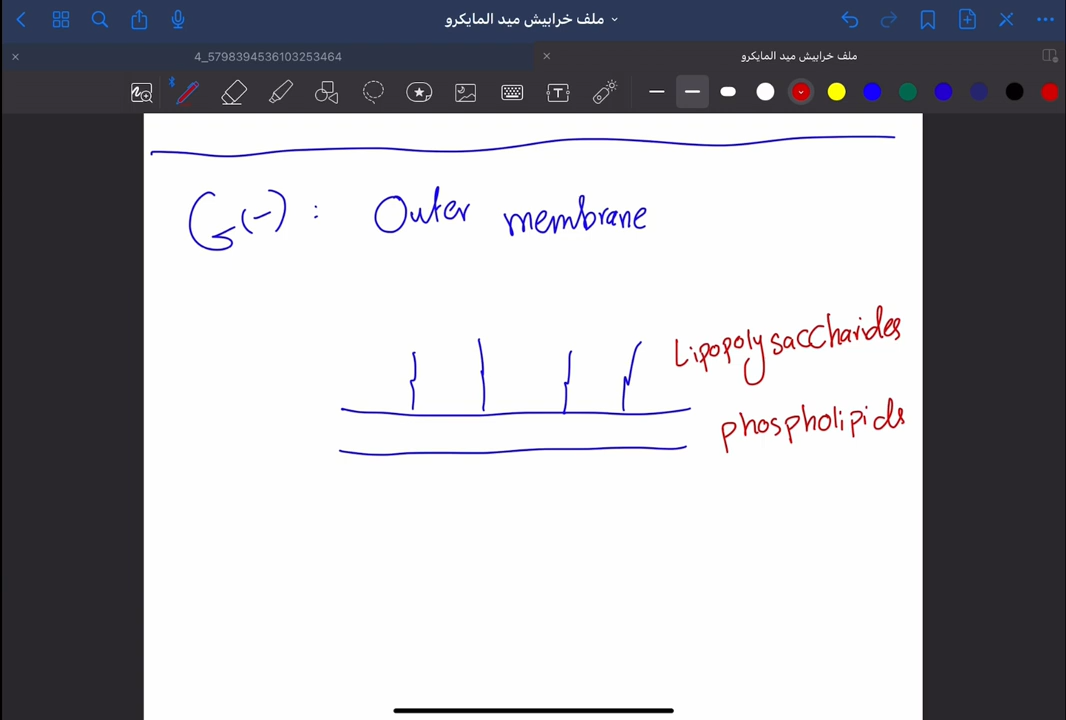 ملف خرابيش ميد المايكرو
4_5798394536103253464
ملف خرابيش ميد المايكرو
G(-) : Outer membrane
Lipopolysaccharides
phospholipids